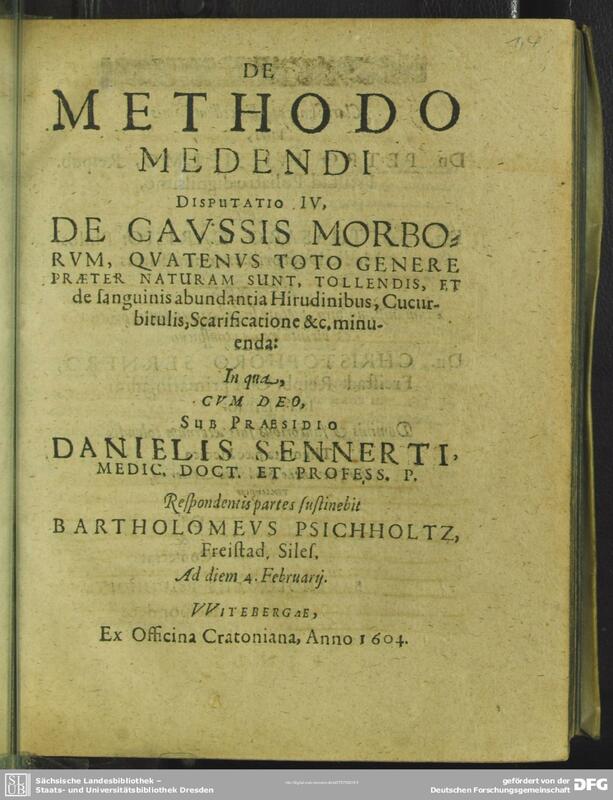 DE
METHODO
MEDENDI
DISPUTATIO IV,
DE CAVSSIS MORBO-
RVM, QVATENVS TOTO GENERE
PRÆTER NATURAM SUNT, TOLLENDIS, ET
de ſanguinis abundantia Hirudinibus, Cucur-
bitulis, Scarificatione &c. minu-
enda:
In qua,
CVM DEO,
SUB PRAESIDIO
DANIELIS SENNERTI,
MEDIC. DOCT. ET PROFESS. P.
Reſpondentis partes ſuſtinebit
BARTHOLOMEVS PSICHHOLTZ,
Freiſtad. Sileſ.
Ad diem 4. Februarij.
VVITEBERGAE,
Ex Officina Cratoniana, Anno 1604.
SLUB
Sächsische Landesbibliothek –
Staats- und Universitätsbibliothek Dresden
gefördert von der
Deutschen Forschungsgemeinschaft
DFG